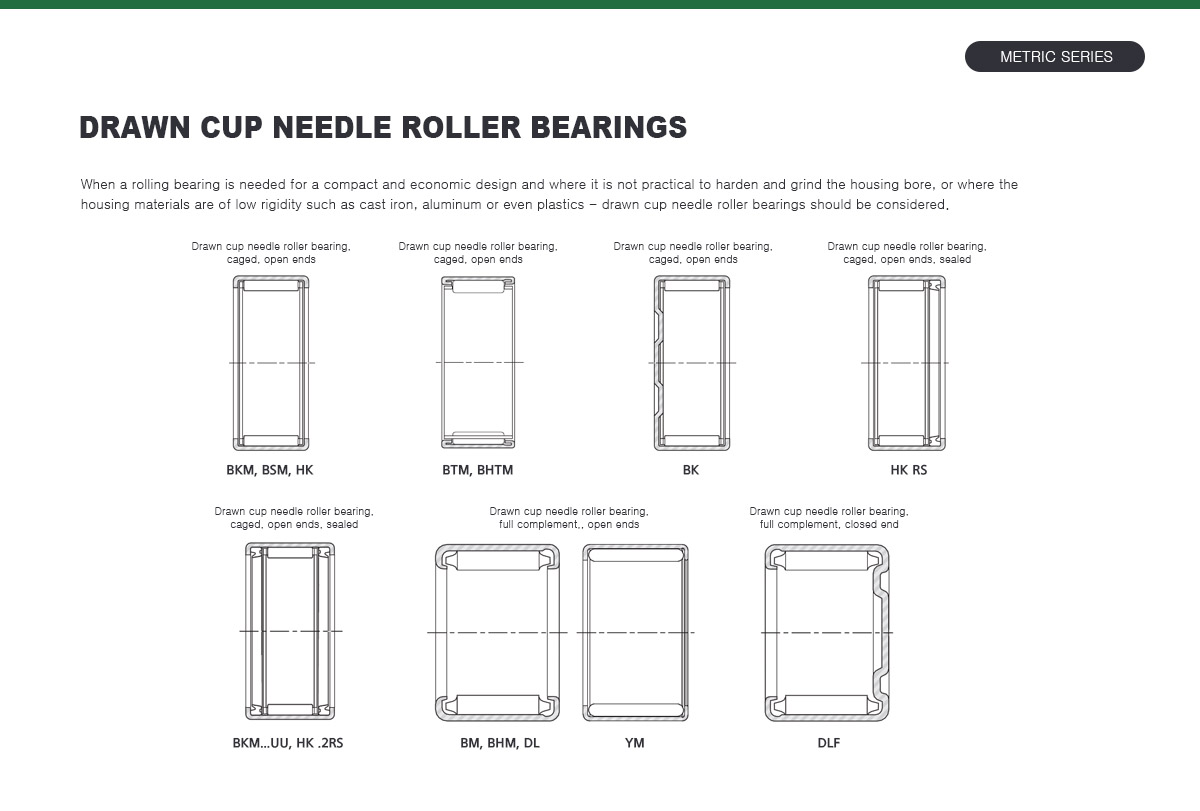 METRIC SERIES
DRAWN CUP NEEDLE ROLLER BEARINGS
When a rolling bearing is needed for a compact and economic design and where it is not practical to harden and grind the housing bore, or where the
housing materials are of low rigidity such as cast iron, aluminum or even plastics – drawn cup needle roller bearings should be considered.
Drawn cup needle roller bearing,
caged, open ends
BKM, BSM, HK
Drawn cup needle roller bearing,
caged, open ends
BTM, BHTM
Drawn cup needle roller bearing,
caged, open ends
BK
Drawn cup needle roller bearing,
caged, open ends, sealed
HK RS
Drawn cup needle roller bearing,
caged, open ends, sealed
BKM...UU, HK .2RS
Drawn cup needle roller bearing,
full complement,, open ends
BM, BHM, DL
YM
Drawn cup needle roller bearing,
full complement, closed end
DLF